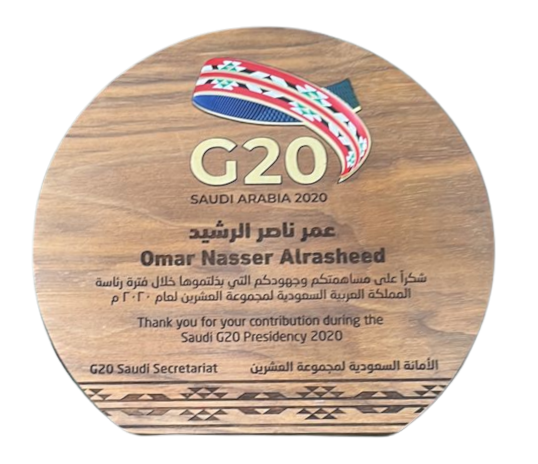 G20
SAUDI ARABIA 2020
عمر ناصر الرشيد
Omar Nasser Alrasheed
شكراً على مساهمتكم وجهودكم التي بذلتموها خلال فترة رئاسة
المملكة العربية السعودية لمجموعة العشرين لعام ٢٠٢٠ م
Thank you for your contribution during the
Saudi G20 Presidency 2020
G20 Saudi Secretariat الأمانة السعودية لمجموعة العشرين